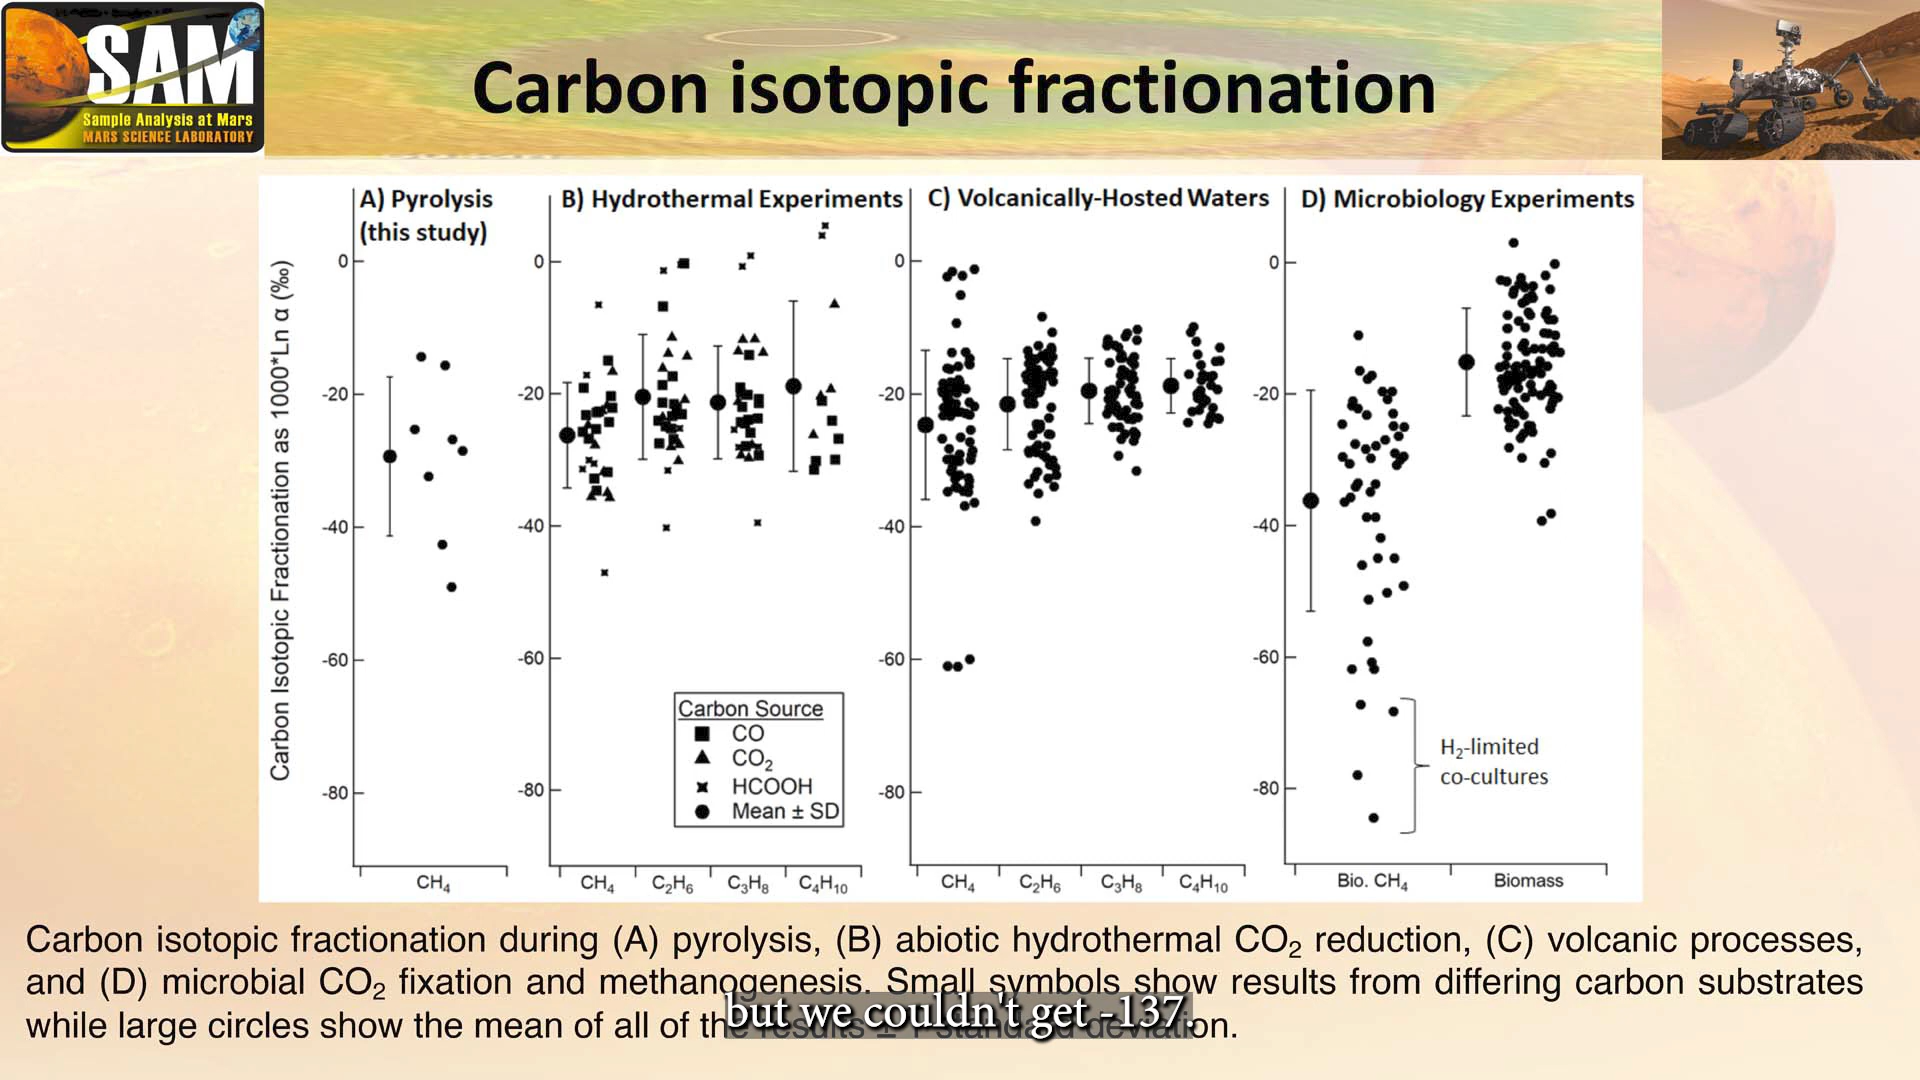 SAM
Sample Analysis at Mars
MARS SCIENCE LABORATORY
Carbon isotopic fractionation
A) Pyrolysis
(this study)
B) Hydrothermal Experiments
C) Volcanically-Hosted Waters
D) Microbiology Experiments
Carbon Isotopic Fractionation as 1000*Ln α (‰)
0
-20
-40
-60
-80
CH4
0
-20
-40
-60
-80
Carbon Source
CO
CO2
HCOOH
Mean ± SD
CH4
C2H6
C3H8
C4H10
0
-20
-40
-60
-80
CH4
C2H6
C3H8
C4H10
0
-20
-40
-60
-80
H2-limited
co-cultures
Bio. CH4
Biomass
Carbon isotopic fractionation during (A) pyrolysis, (B) abiotic hydrothermal CO2 reduction, (C) volcanic processes,
and (D) microbial CO2 fixation and methanogenesis. Small symbols show results from differing carbon substrates
while large circles show the mean of all of the results ± 1 standard deviation.
but we couldn't get -137.